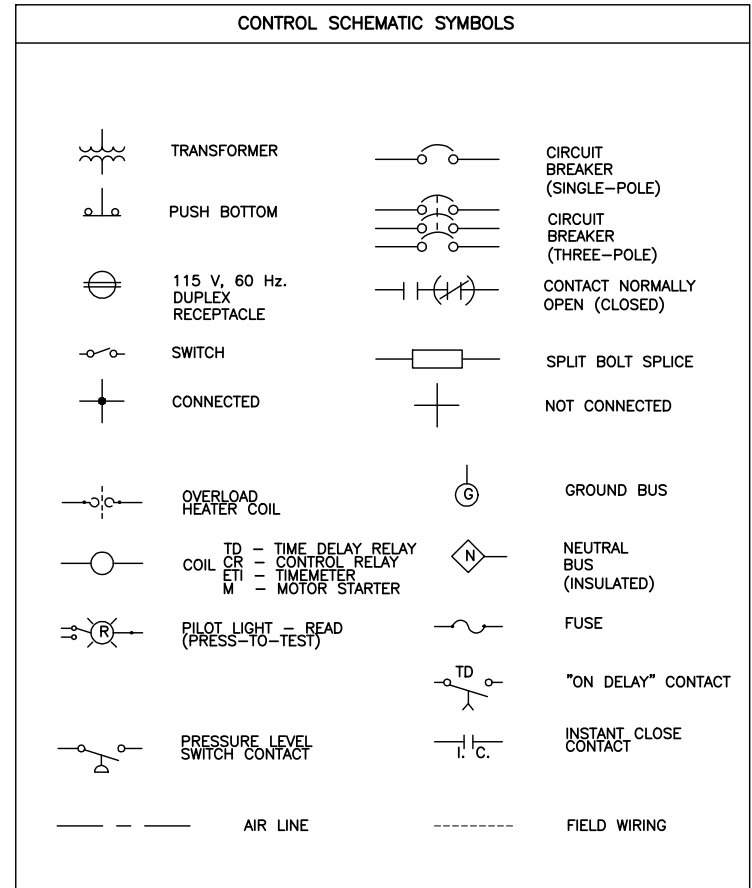 CONTROL SCHEMATIC SYMBOLS
TRANSFORMER
PUSH BOTTOM
115 V, 60 Hz.
DUPLEX
RECEPTACLE
SWITCH
CONNECTED
OVERLOAD
HEATER COIL
COIL
TD – TIME DELAY RELAY
CR – CONTROL RELAY
ETI – TIMEMETER
M – MOTOR STARTER
R
PILOT LIGHT – READ
(PRESS–TO–TEST)
PRESSURE LEVEL
SWITCH CONTACT
AIR LINE
CIRCUIT
BREAKER
(SINGLE–POLE)
CIRCUIT
BREAKER
(THREE–POLE)
CONTACT NORMALLY
OPEN (CLOSED)
SPLIT BOLT SPLICE
NOT CONNECTED
G
GROUND BUS
N
NEUTRAL
BUS
(INSULATED)
FUSE
TD
"ON DELAY" CONTACT
I. C.
INSTANT CLOSE
CONTACT
FIELD WIRING